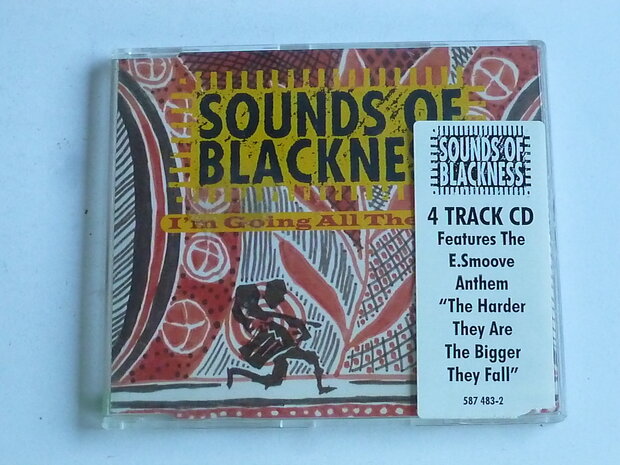 SOUNDS OF
BLACKNE
I'm Going All The
SOUNDS OF
BLACKNESS
4 TRACK CD
Features The
E.Smoove
Anthem
“The Harder
They Are
The Bigger
They Fall”
587 483-2